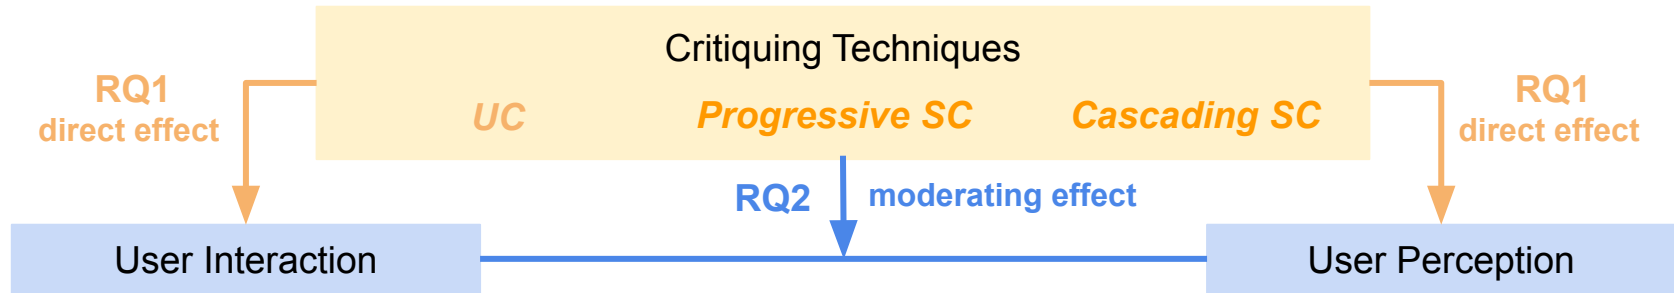 Critiquing Techniques
UC Progressive SC Cascading SC
RQ1
direct effect
RQ1
direct effect
RQ2 moderating effect
User Interaction
User Perception